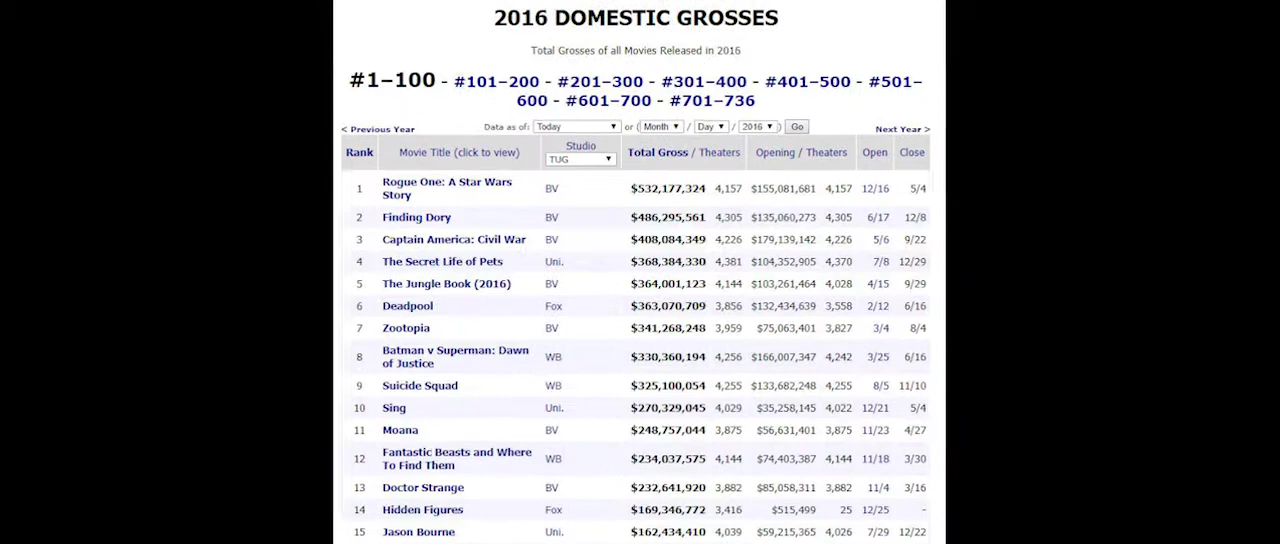 2016 DOMESTIC GROSSES
Total Grosses of all Movies Released in 2016
#1–100 - #101–200 - #201–300 - #301–400 - #401–500 - #501–
600 - #601–700 - #701–736
< Previous Year Data as of: Today or ( Month / Day / 2016 ) Go Next Year >
Rank Movie Title (click to view) Studio TUG Total Gross / Theaters Opening / Theaters Open Close
1 Rogue One: A Star Wars Story BV $532,177,324 4,157 $155,081,681 4,157 12/16 5/4
2 Finding Dory BV $486,295,561 4,305 $135,060,273 4,305 6/17 12/8
3 Captain America: Civil War BV $408,084,349 4,226 $179,139,142 4,226 5/6 9/22
4 The Secret Life of Pets Uni. $368,384,330 4,381 $104,352,905 4,370 7/8 12/29
5 The Jungle Book (2016) BV $364,001,123 4,144 $103,261,464 4,028 4/15 9/29
6 Deadpool Fox $363,070,709 3,856 $132,434,639 3,558 2/12 6/16
7 Zootopia BV $341,268,248 3,959 $75,063,401 3,827 3/4 8/4
8 Batman v Superman: Dawn of Justice WB $330,360,194 4,256 $166,007,347 4,242 3/25 6/16
9 Suicide Squad WB $325,100,054 4,255 $133,682,248 4,255 8/5 11/10
10 Sing Uni. $270,329,045 4,029 $35,258,145 4,022 12/21 5/4
11 Moana BV $248,757,044 3,875 $56,631,401 3,875 11/23 4/27
12 Fantastic Beasts and Where To Find Them WB $234,037,575 4,144 $74,403,387 4,144 11/18 3/30
13 Doctor Strange BV $232,641,920 3,882 $85,058,311 3,882 11/4 3/16
14 Hidden Figures Fox $169,346,772 3,416 $515,499 25 12/25 -
15 Jason Bourne Uni. $162,434,410 4,039 $59,215,365 4,026 7/29 12/22